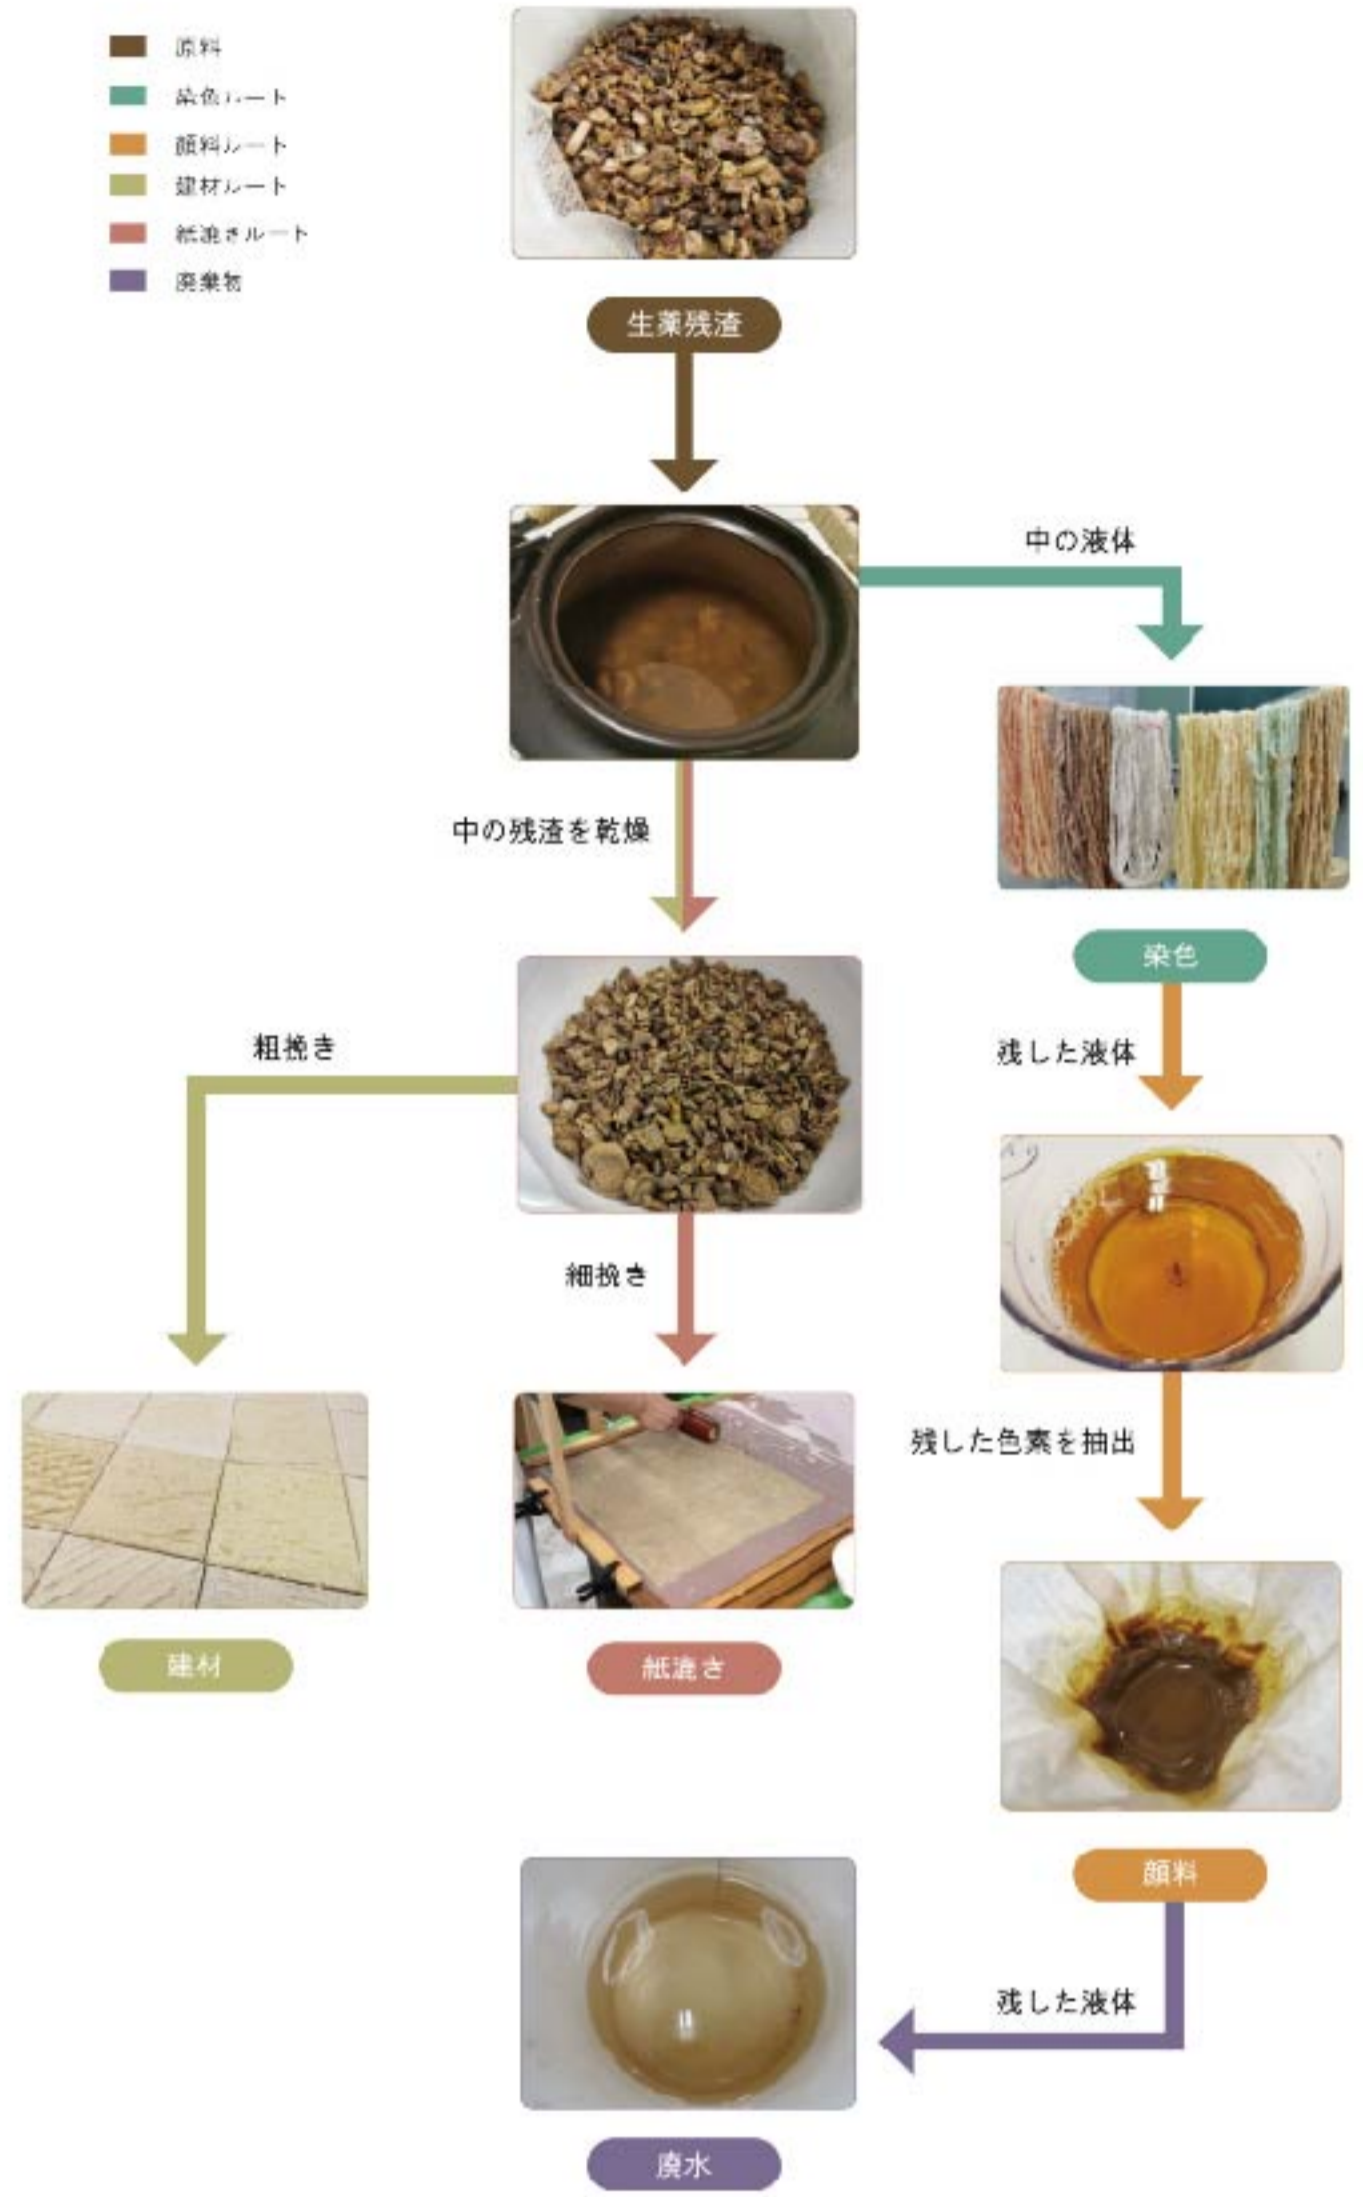 原料
染色ルート
顔料ルート
建材ルート
紙漉きルート
廃棄物
生薬残渣
中の液体
中の残渣を乾燥
染色
粗挽き
残した液体
細挽き
残した色素を抽出
建材
紙漉き
顔料
残した液体
廃水